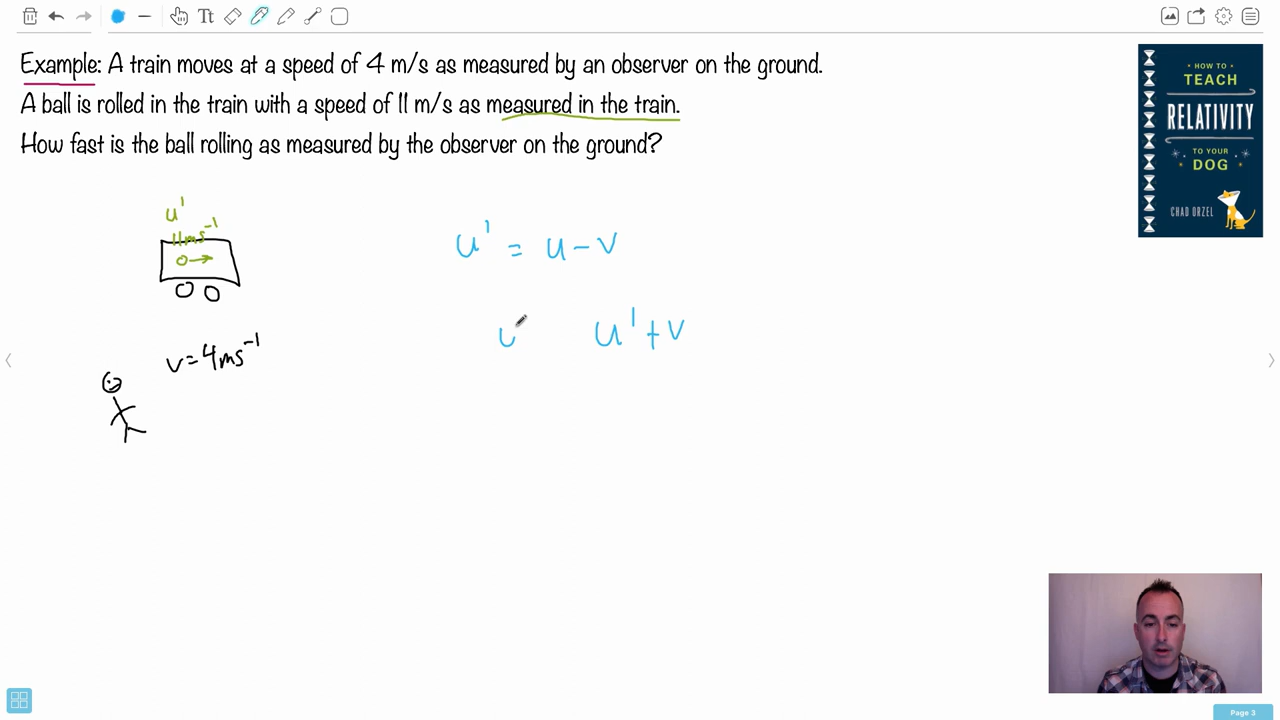 Tt
Example: A train moves at a speed of 4 m/s as measured by an observer on the ground.
A ball is rolled in the train with a speed of 11 m/s as measured in the train.
How fast is the ball rolling as measured by the observer on the ground?
HOW TO
TEACH
RELATIVITY
TO YOUR
DOG
CHAD ORZEL
u'
11ms⁻¹
u' = u - v
u u' + v
v = 4ms⁻¹
Page 3